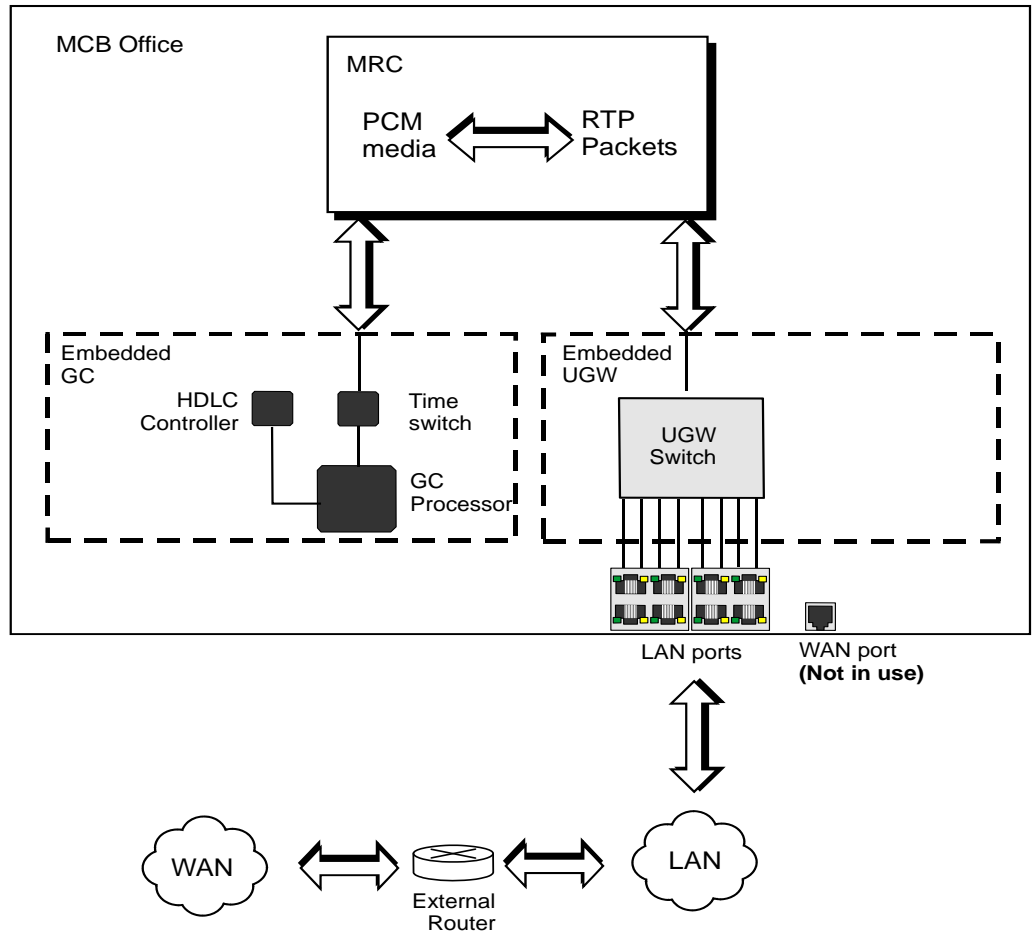 MCB Office
MRC
PCM
media
RTP
Packets
Embedded
GC
HDLC
Controller
Time
switch
GC
Processor
Embedded
UGW
UGW
Switch
LAN ports
WAN port
(Not in use)
WAN
External
Router
LAN